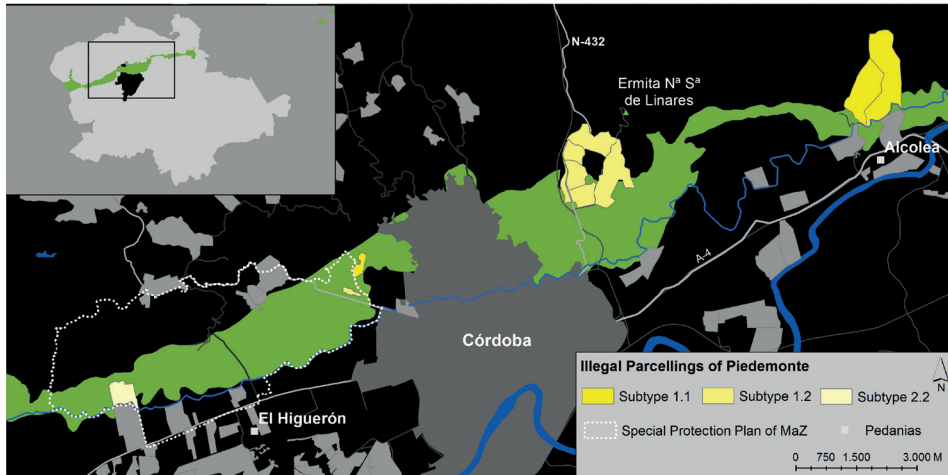 N-432
Ermita Nª Sª
de Linares
Alcolea
A-4
Córdoba
El Higuerón
Illegal Parcellings of Piedemonte
Subtype 1.1
Subtype 1.2
Subtype 2.2
Special Protection Plan of MaZ
Pedanias
N
0 750 1.500 3.000 M